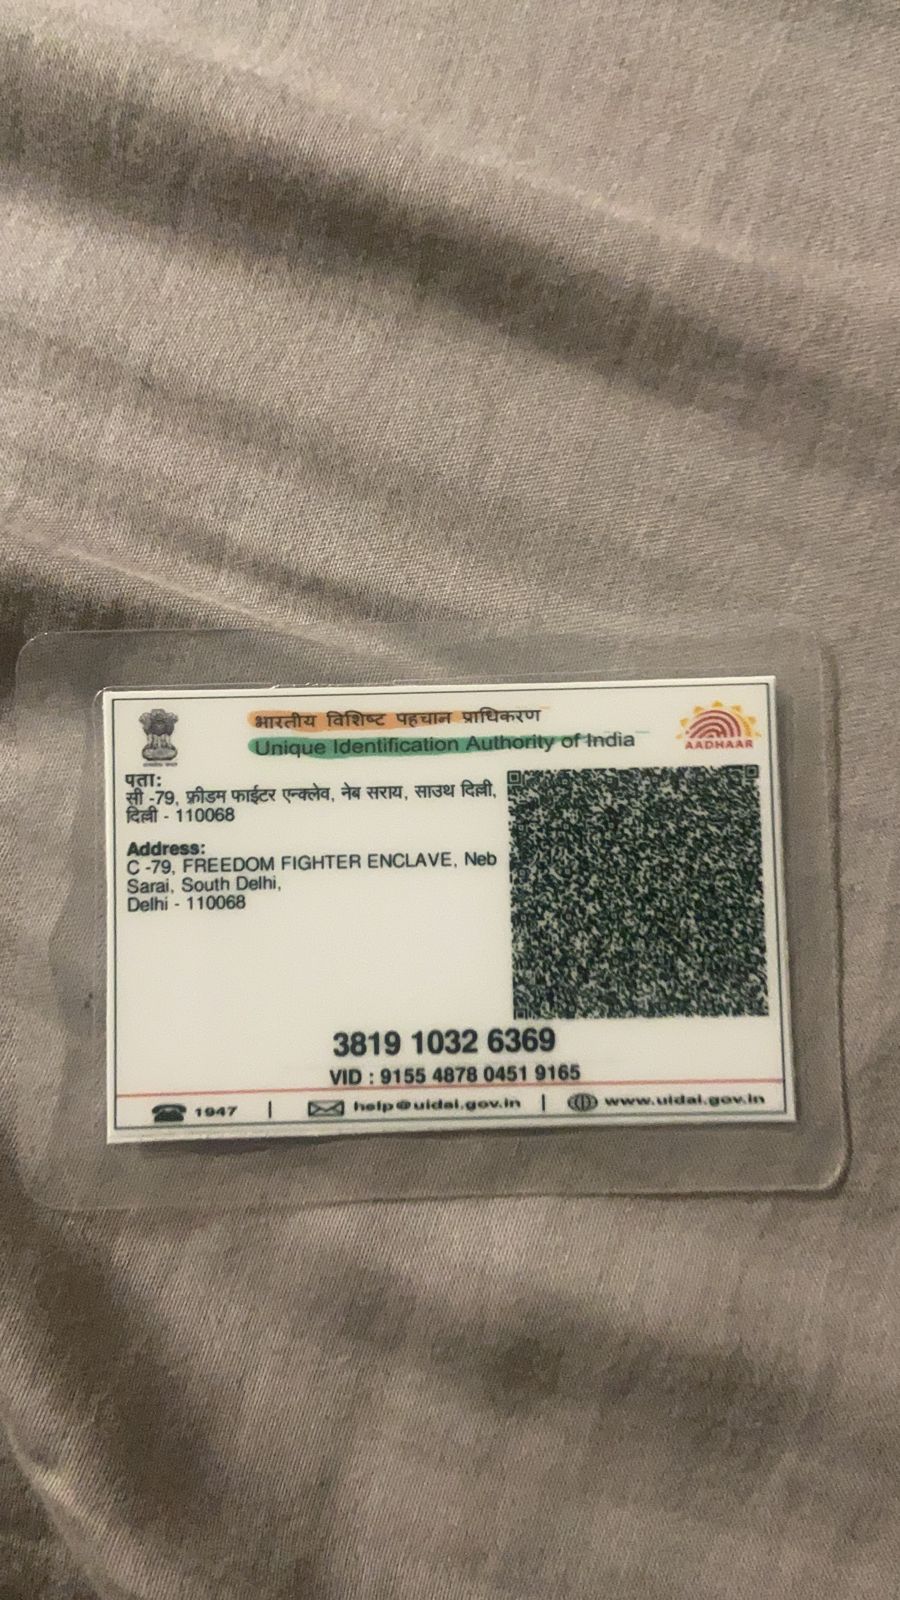 भारतीय विशिष्ट पहचान प्राधिकरण
Unique Identification Authority of India
AADHAAR
पता:
सी -79, फ्रीडम फाईटर एन्क्लेव, नेब सराय, साउथ दिल्ली,
दिल्ली - 110068
Address:
C -79, FREEDOM FIGHTER ENCLAVE, Neb
Sarai, South Delhi,
Delhi - 110068
3819 1032 6369
VID : 9155 4878 0451 9165
1947 | help@uidai.gov.in | www.uidai.gov.in